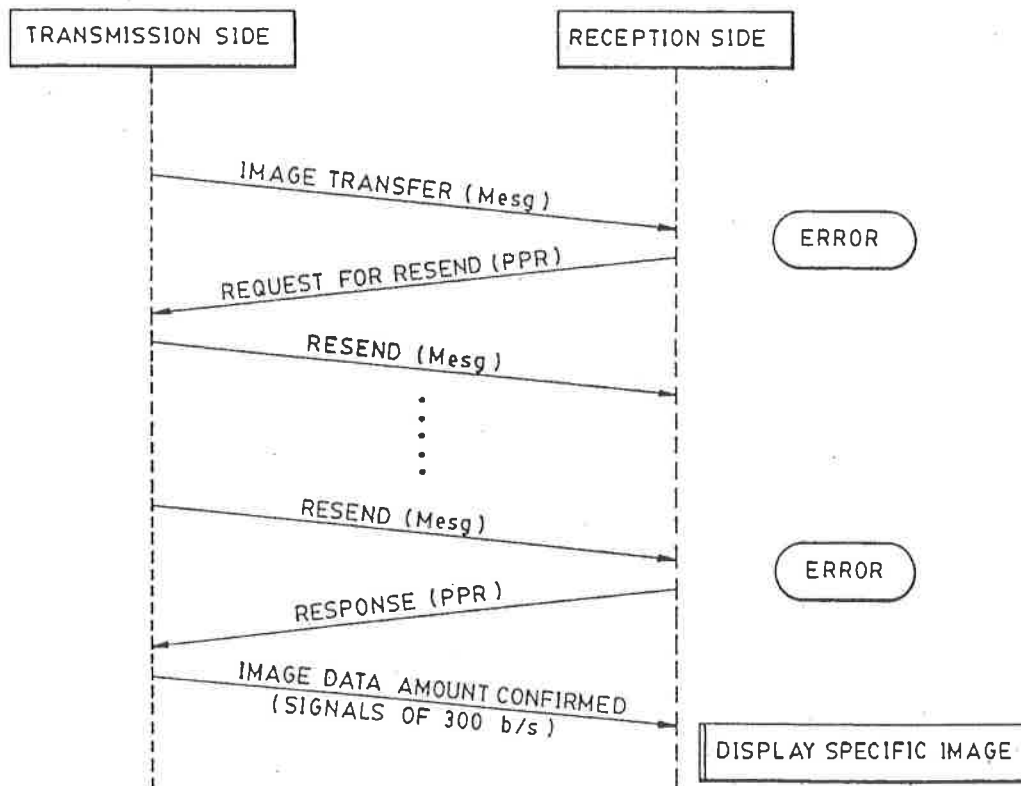 TRANSMISSION SIDE
RECEPTION SIDE
IMAGE TRANSFER (Mesg)
ERROR
REQUEST FOR RESEND (PPR)
RESEND (Mesg)
RESEND (Mesg)
ERROR
RESPONSE (PPR)
IMAGE DATA AMOUNT CONFIRMED
(SIGNALS OF 300 b/s)
DISPLAY SPECIFIC IMAGE